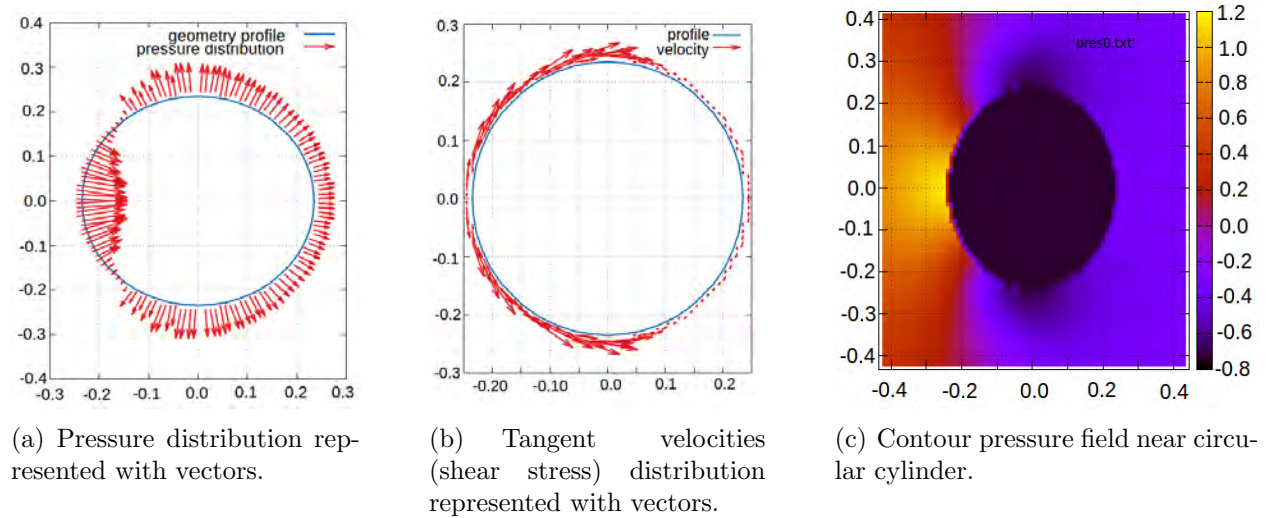 geometry profile
pressure distribution
0.4
0.3
0.2
0.1
0.0
-0.1
-0.2
-0.3
-0.4
-0.3 -0.2 -0.1 0.0 0.1 0.2 0.3
(a) Pressure distribution rep-
resented with vectors.
profile
velocity
0.3
0.2
0.1
0.0
-0.1
-0.2
-0.3
-0.20 -0.10 0.0 0.10 0.2
(b) Tangent velocities
(shear stress) distribution
represented with vectors.
'pres0.txt'
0.4
0.3
0.2
0.1
0.0
-0.1
-0.2
-0.3
-0.4
-0.4 -0.2 0.0 0.2 0.4
1.2
1.0
0.8
0.6
0.4
0.2
0.0
-0.2
-0.4
-0.6
-0.8
(c) Contour pressure field near circu-
lar cylinder.